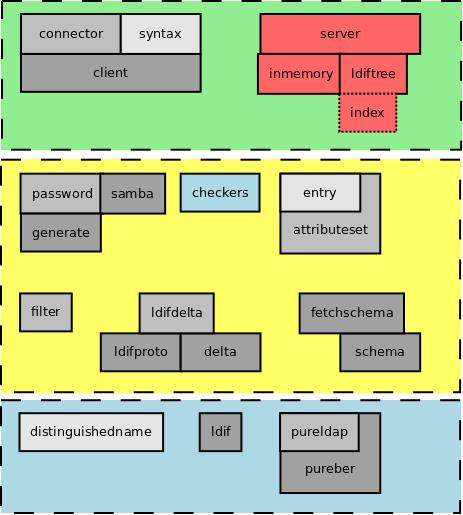 connector syntax server
client inmemory ldiftree
index
password samba checkers entry
generate attributeset
filter ldifdelta fetchschema
ldifproto delta schema
distinguishedname ldif pureldap
pureber